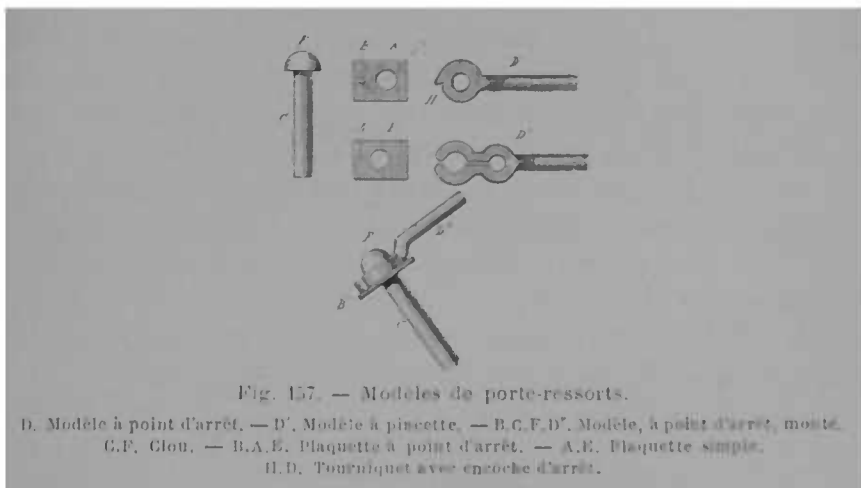 F
B A
D
H
C
A E
D'
F
D"
B
C
Fig. 157. — Modèles de porte-ressorts.
D. Modèle à point d'arrêt. — D'. Modèle à pincette. — B.C.F.D". Modèle, à point d'arrêt, monté.
C.F. Clou. — B.A.E. Plaquette à point d'arrêt. — A.E. Plaquette simple.
H.D. Tourniquet avec encoche d'arrêt.